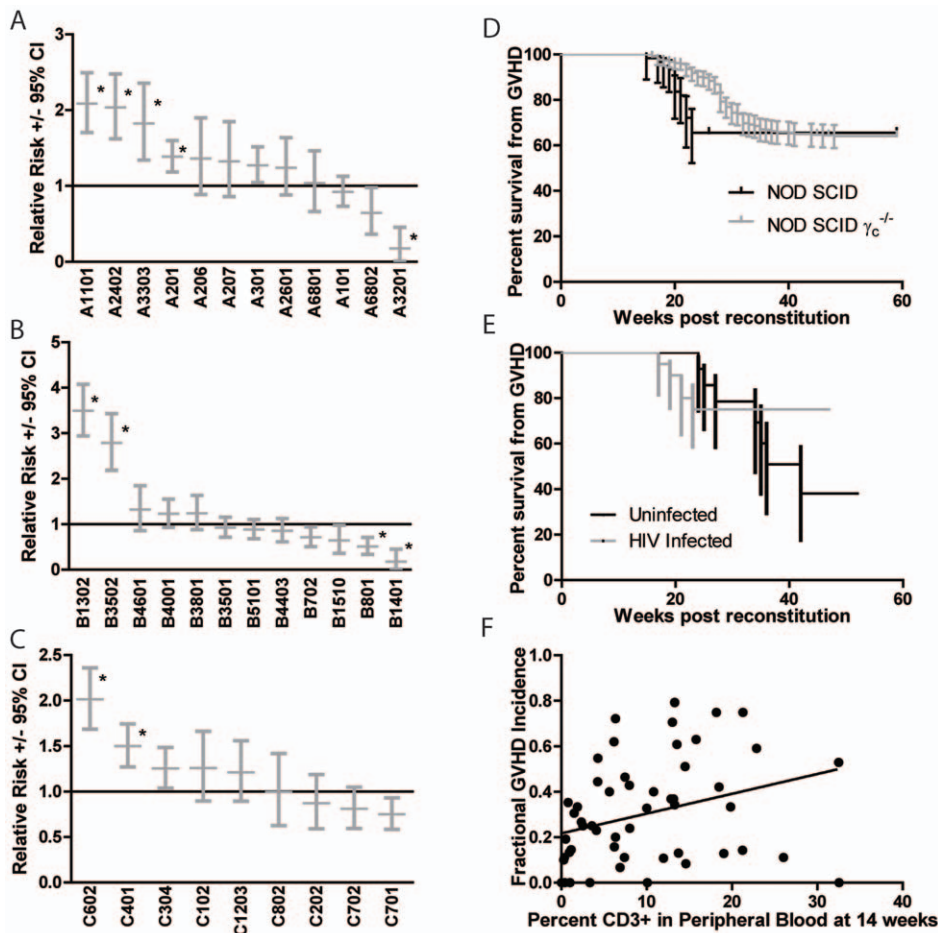 A
Relative Risk +/- 95% CI
3
2
1
0
*
*
*
*
*
A1101
A2402
A3303
A201
A206
A207
A301
A2601
A6801
A101
A6802
A3201
B
Relative Risk +/- 95% CI
5
4
3
2
1
0
*
*
*
*
B1302
B3502
B4601
B4001
B3801
B3501
B5101
B4403
B702
B1510
B801
B1401
C
Relative Risk +/- 95% CI
2.5
2.0
1.5
1.0
0.5
0.0
*
*
C602
C401
C304
C102
C1203
C802
C202
C702
C701
D
Percent survival from GVHD
100
80
60
40
20
0
NOD SCID
NOD SCID γc-/-
0 20 40 60
Weeks post reconstitution
E
Percent survival from GVHD
100
80
60
40
20
0
Uninfected
HIV Infected
0 20 40 60
Weeks post reconstitution
F
Fractional GVHD Incidence
1.0
0.8
0.6
0.4
0.2
0.0
0 10 20 30 40
Percent CD3+ in Peripheral Blood at 14 weeks